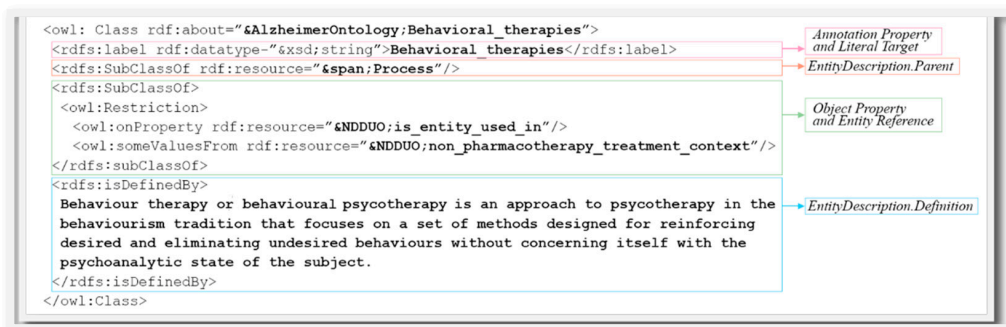 <owl: Class rdf:about="&AlzheimerOntology;Behavioral_therapies">
<rdfs:label rdf:datatype-"&xsd;string">Behavioral_therapies</rdfs:label>
Annotation Property
and Literal Target
<rdfs:SubClassOf rdf:resource="&span;Process"/>
EntityDescription.Parent
<rdfs:SubClassOf>
<owl:Restriction>
<owl:onProperty rdf:resource="&NDDUO;is_entity_used_in"/>
<owl:someValuesFrom rdf:resource="&NDDUO;non_pharmacotherapy_treatment_context"/>
</rdfs:subClassOf>
Object Property
and Entity Reference
<rdfs:isDefinedBy>
Behaviour therapy or behavioural psycotherapy is an approach to psycotherapy in the
behaviourism tradition that focuses on a set of methods designed for reinforcing
desired and eliminating undesired behaviours without concerning itself with the
psychoanalytic state of the subject.
</rdfs:isDefinedBy>
EntityDescription.Definition
</owl:Class>